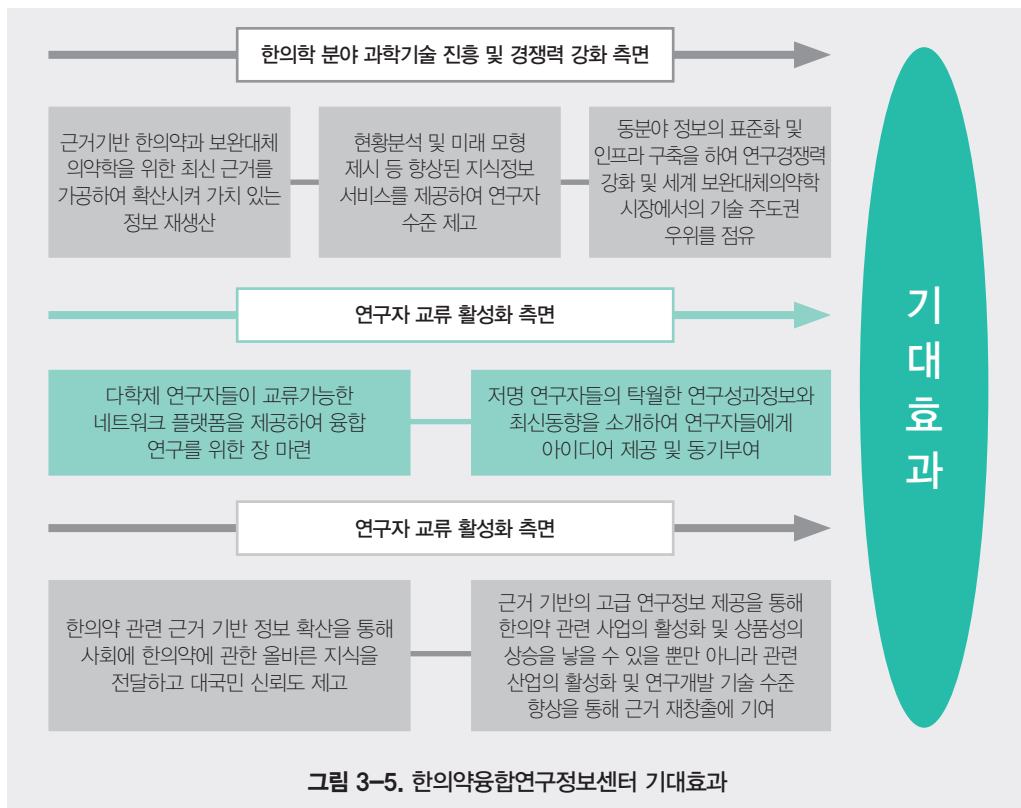 한의학 분야 과학기술 진흥 및 경쟁력 강화 측면
근거기반 한의약과 보완대체
의약학을 위한 최신 근거를
가공하여 확산시켜 가치 있는
정보 재생산
현황분석 및 미래 모형
제시 등 향상된 지식정보
서비스를 제공하여 연구자
수준 제고
동분야 정보의 표준화 및
인프라 구축을 하여 연구경쟁력
강화 및 세계 보완대체의약학
시장에서의 기술 주도권
우위를 점유
연구자 교류 활성화 측면
다학제 연구자들이 교류가능한
네트워크 플랫폼을 제공하여 융합
연구를 위한 장 마련
저명 연구자들의 탁월한 연구성과정보와
최신동향을 소개하여 연구자들에게
아이디어 제공 및 동기부여
연구자 교류 활성화 측면
한의약 관련 근거 기반 정보 확산을 통해
사회에 한의약에 관한 올바른 지식을
전달하고 대국민 신뢰도 제고
근거 기반의 고급 연구정보 제공을 통해
한의약 관련 사업의 활성화 및 상품성의
상승을 낳을 수 있을 뿐만 아니라 관련
산업의 활성화 및 연구개발 기술 수준
향상을 통해 근거 재창출에 기여
기
대
효
과
그림 3-5. 한의약융합연구정보센터 기대효과